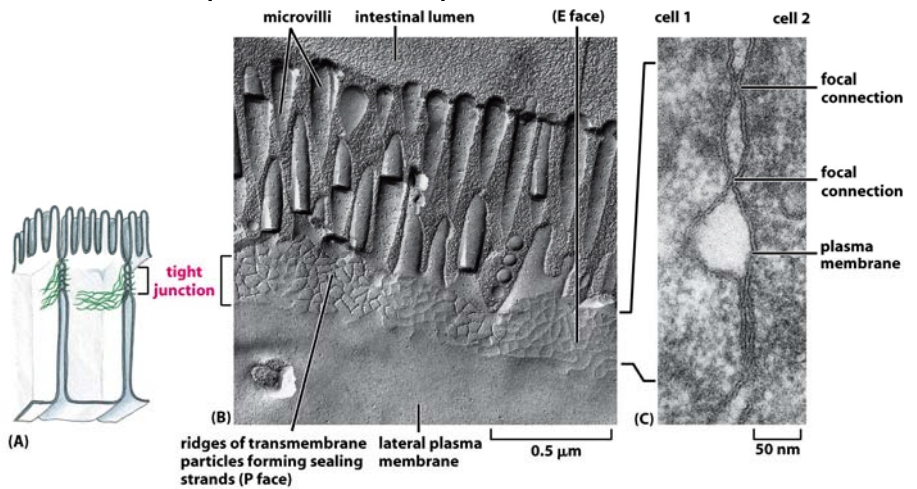 microvilli
intestinal lumen
(E face)
cell 1
cell 2
focal
connection
focal
connection
plasma
membrane
tight
junction
(A)
(B)
(C)
ridges of transmembrane
particles forming sealing
strands (P face)
lateral plasma
membrane
0.5 μm
50 nm